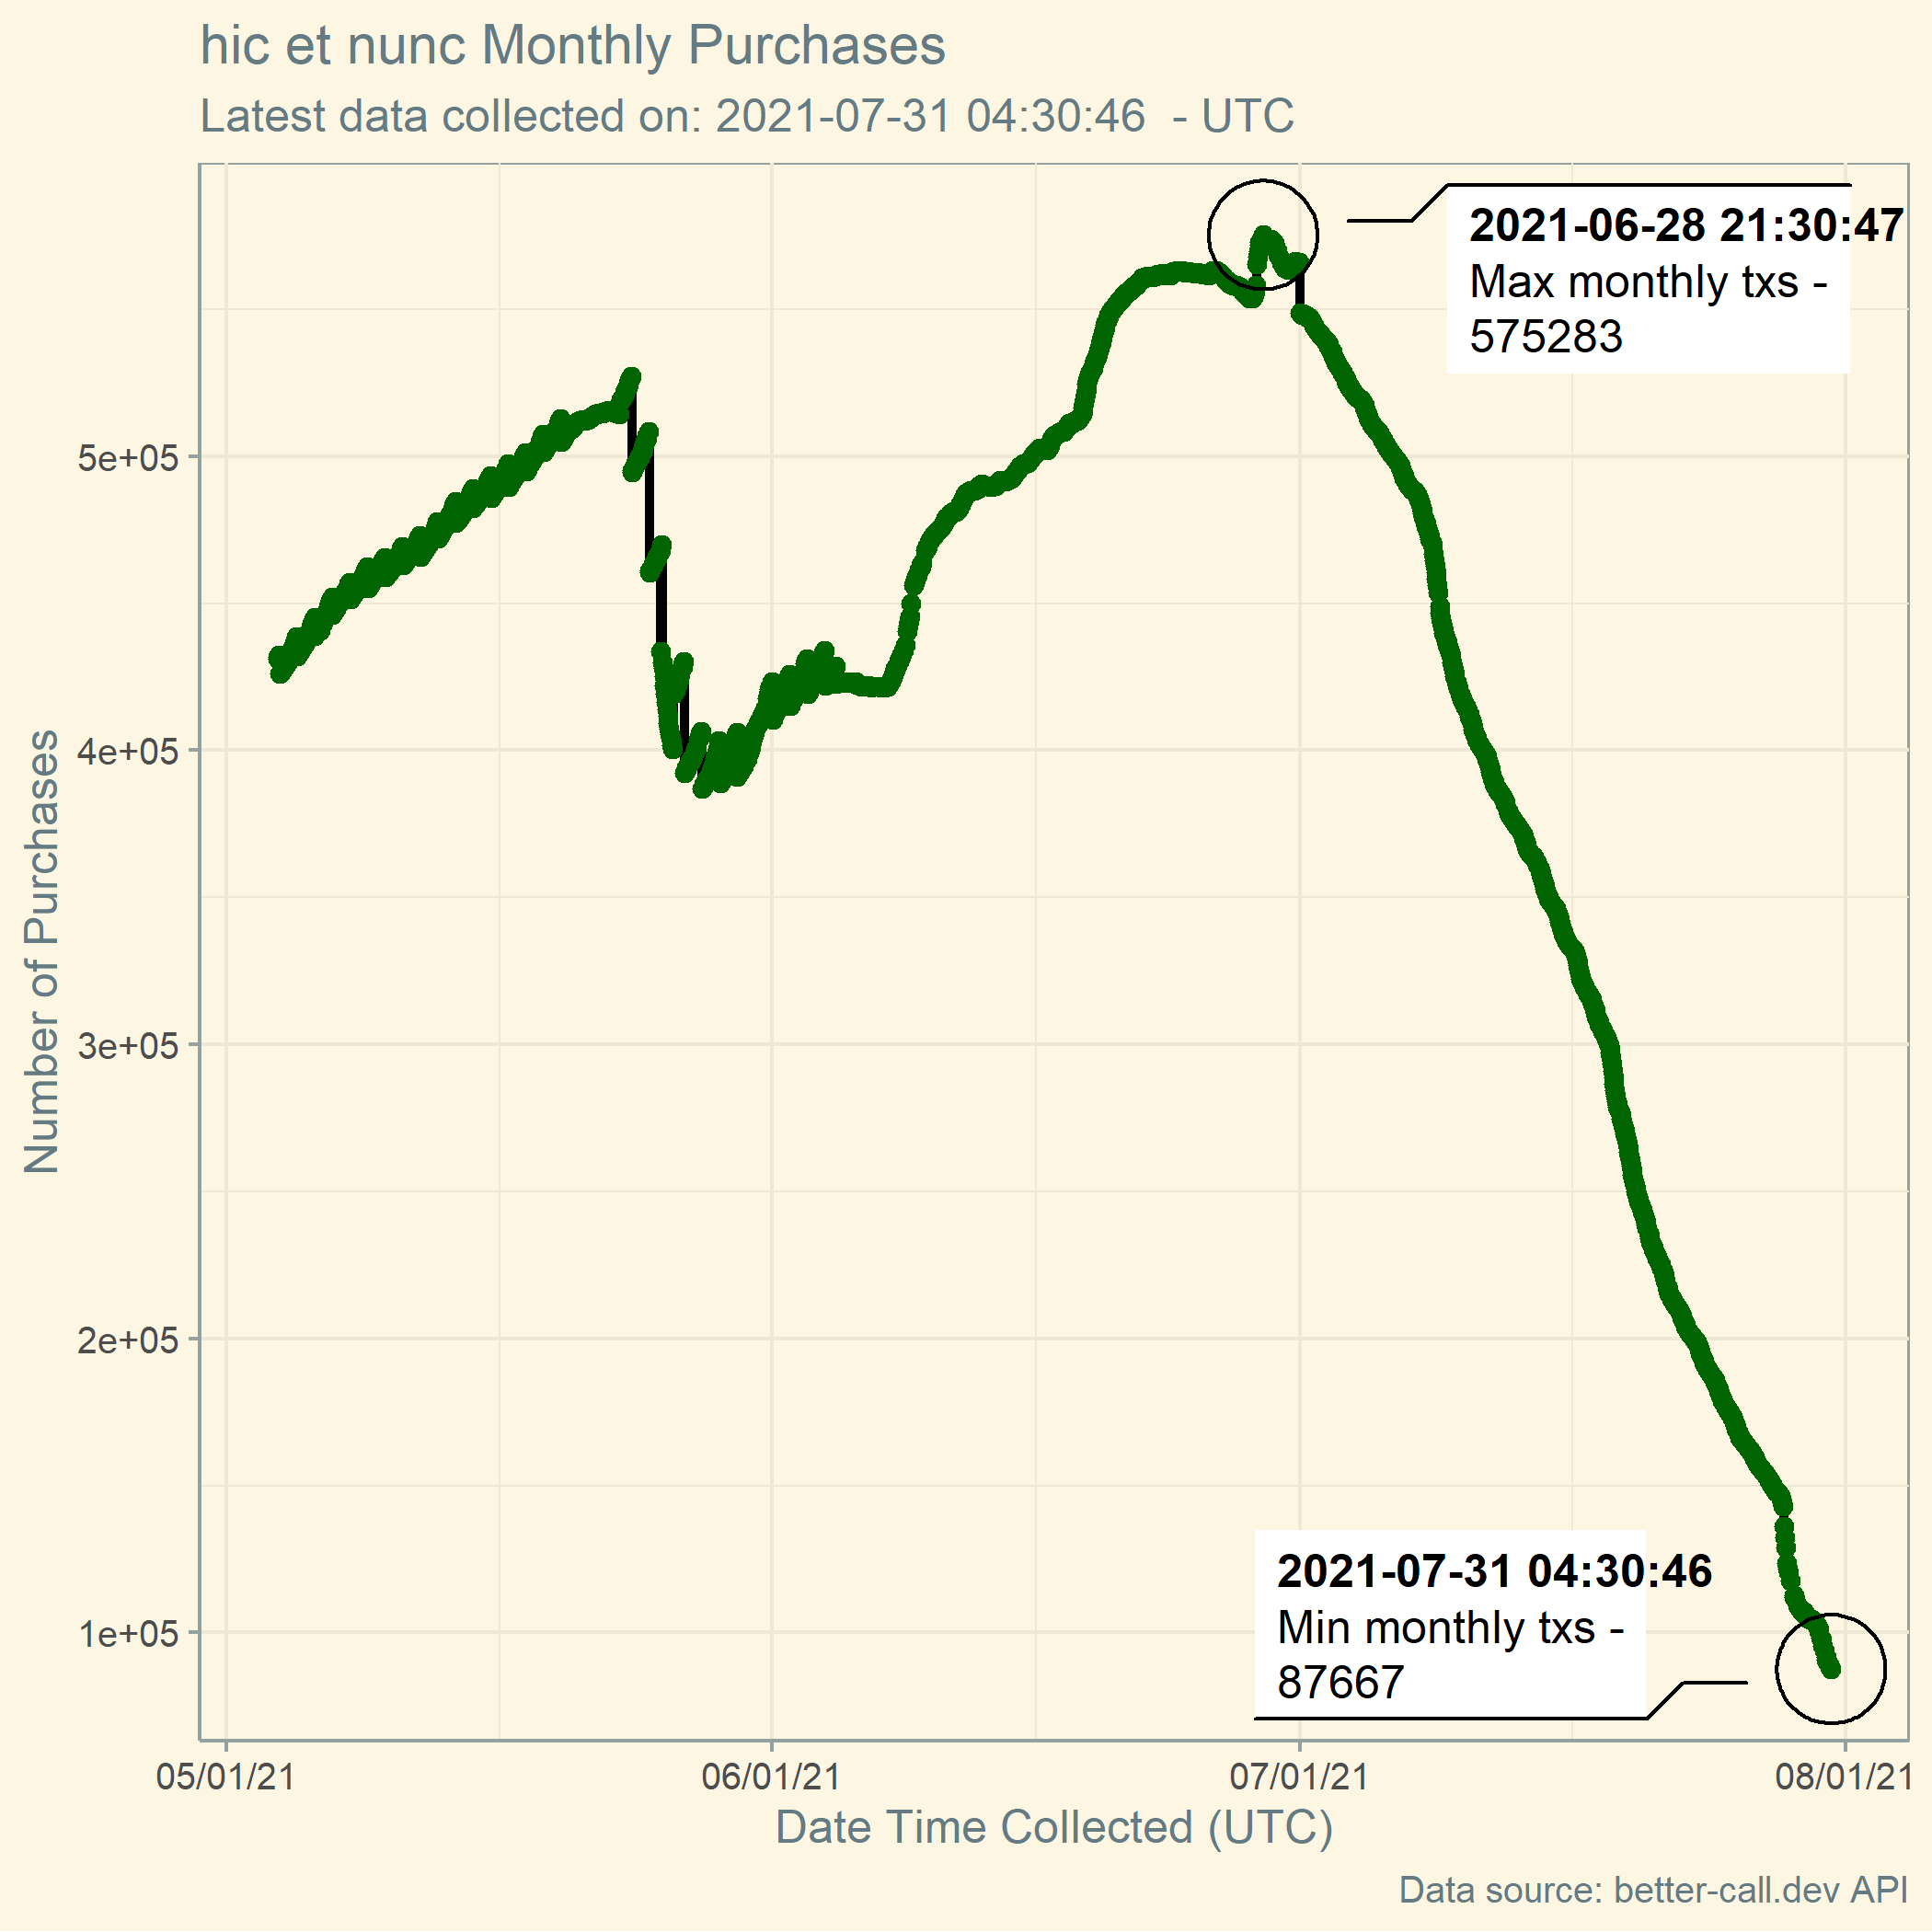 hic et nunc Monthly Purchases
Latest data collected on: 2021-07-31 04:30:46  - UTC
2021-06-28 21:30:47
Max monthly txs -
575283
Number of Purchases
5e+05
4e+05
3e+05
2e+05
1e+05
2021-07-31 04:30:46
Min monthly txs -
87667
05/01/21
06/01/21
07/01/21
08/01/21
Date Time Collected (UTC)
Data source: better-call.dev API